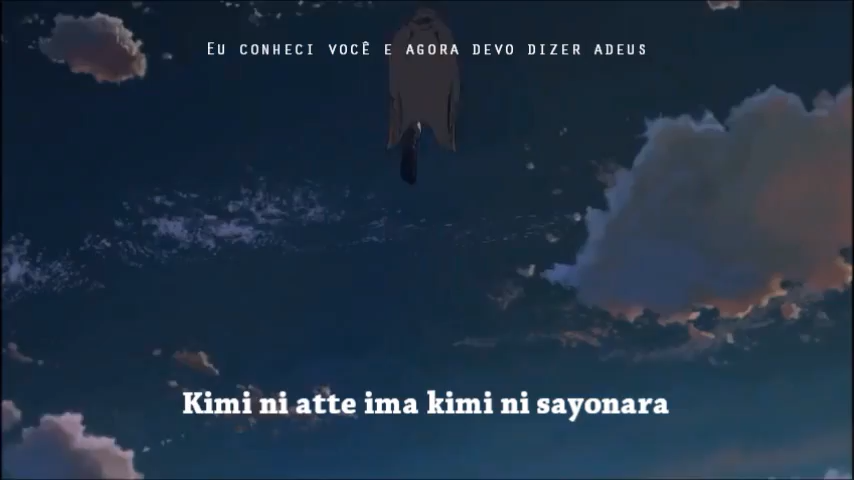 Eu conheci você e agora devo dizer adeus
Kimi ni atte ima kimi ni sayonara